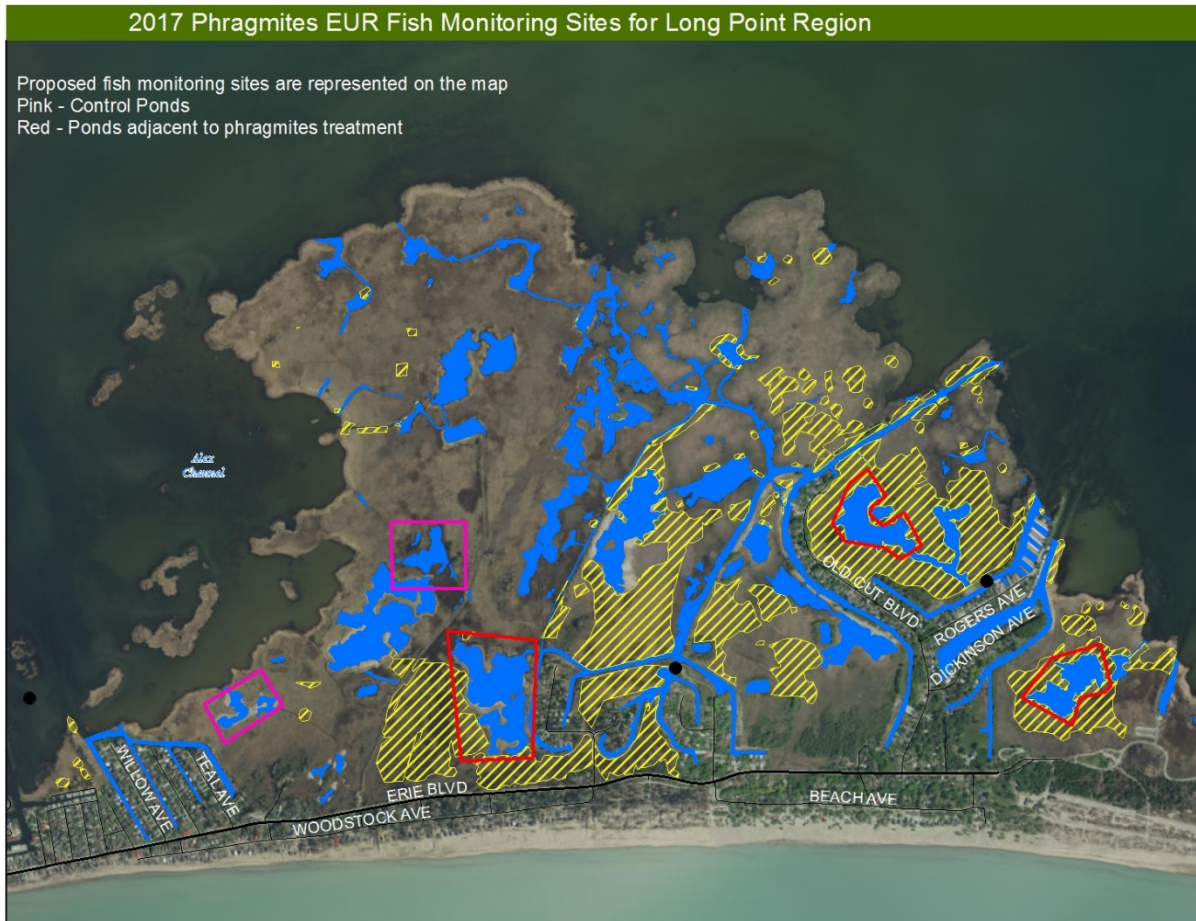 2017 Phragmites EUR Fish Monitoring Sites for Long Point Region
Proposed fish monitoring sites are represented on the map
Pink - Control Ponds
Red - Ponds adjacent to phragmites treatment
Alex
Channel
OLD CUT BLVD
ROGERS AVE
DICKINSON AVE
WILLOW AVE
TEAL AVE
ERIE BLVD
WOODSTOCK AVE
BEACH AVE